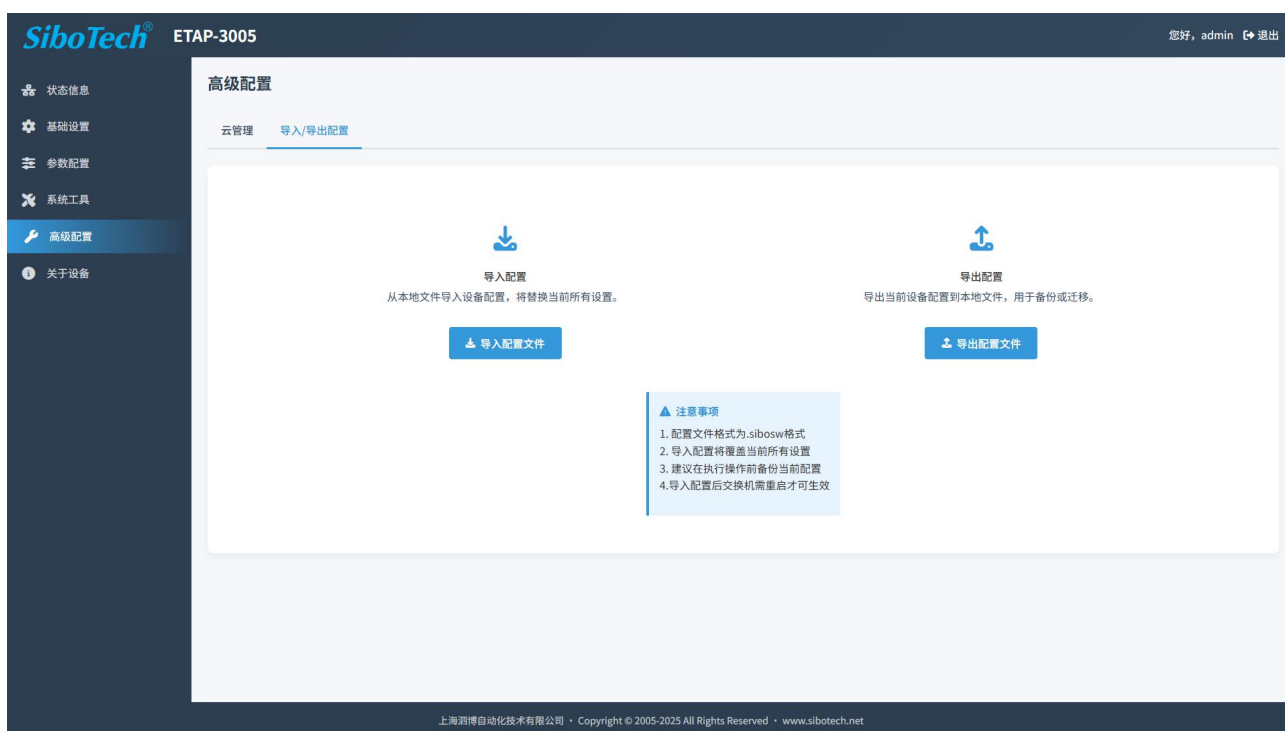 SiboTech® ETAP-3005 您好，admin 退出
状态信息
基础设置
参数配置
系统工具
高级配置
关于设备
高级配置
云管理 导入/导出配置
导入配置
从本地文件导入设备配置，将替换当前所有设置。
导入配置文件
导出配置
导出当前设备配置到本地文件，用于备份或迁移。
导出配置文件
注意事项
1. 配置文件格式为.sibosw格式
2. 导入配置将覆盖当前所有设置
3. 建议在执行操作前备份当前配置
4.导入配置后交换机需重启才可生效
上海泗博自动化技术有限公司 · Copyright © 2005-2025 All Rights Reserved · www.sibotech.net